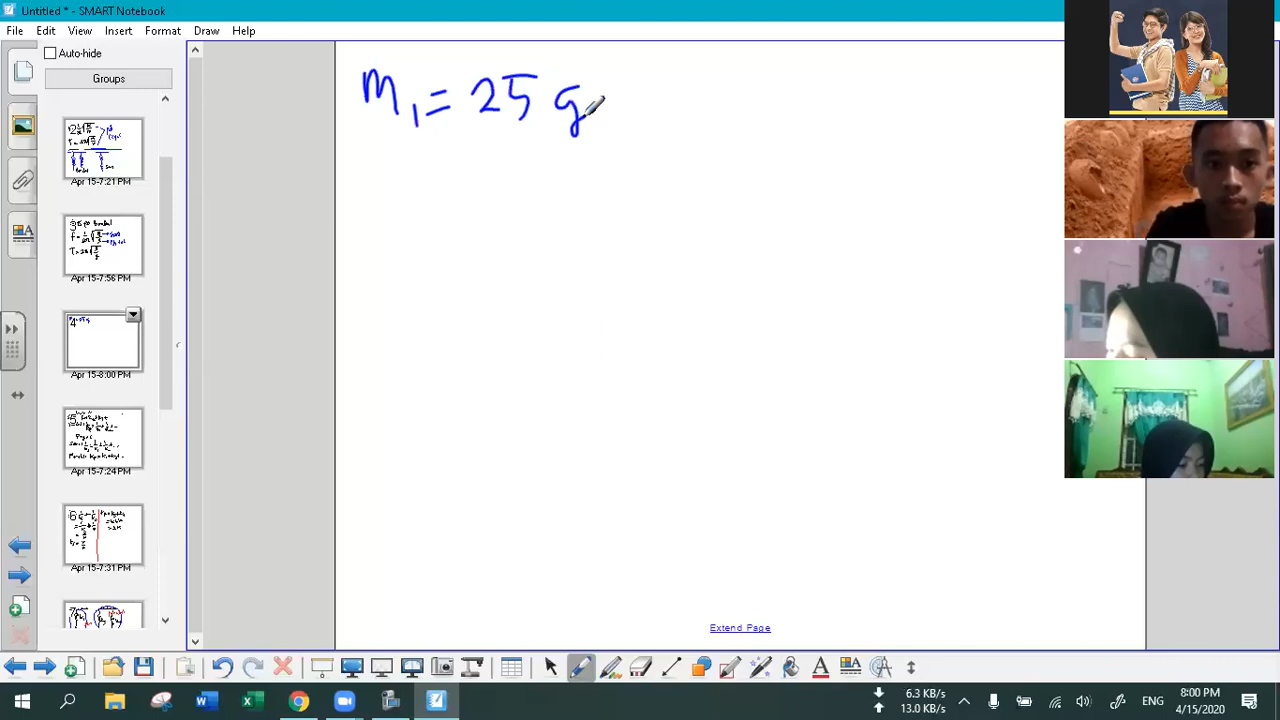 Untitled * - SMART Notebook
File Edit View Insert Format Draw Help
Auto-hide
Groups
Apr 15-7:21 PM
Apr 15-7:56 PM
4
Apr 15-8:00 PM
Apr 15-7:24 PM
Apr 15-7:31 PM
m₁ = 25 g
Extend Page
6.3 KB/s
13.0 KB/s
ENG
8:00 PM
4/15/2020